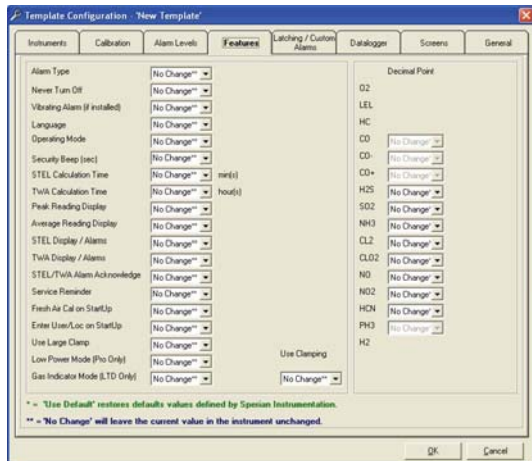 Template Configuration - 'New Template'
Instruments Calibration Alarm Levels Features Latching / Custom Alarms Datalogger Screens General
Alarm Type No Change**
Never Turn Off No Change**
Vibrating Alarm (if installed) No Change**
Language No Change**
Operating Mode No Change**
Security Beep (sec) No Change**
STEL Calculation Time No Change** min(s)
TWA Calculation Time No Change** hour(s)
Peak Reading Display No Change**
Average Reading Display No Change**
STEL Display / Alarms No Change**
TWA Display / Alarms No Change**
STEL/TWA Alarm Acknowledge No Change**
Service Reminder No Change**
Fresh Air Cal on StartUp No Change**
Enter User/Loc on StartUp No Change**
Use Large Clamp No Change**
Low Power Mode (Pro Only) No Change**
Gas Indicator Mode (LTD Only) No Change**
Use Clamping
No Change**
Decimal Point
O2
LEL
HC
CO No Change*
CO- No Change*
CO+ No Change*
H2S No Change*
SO2 No Change*
NH3 No Change*
CL2 No Change*
CLO2 No Change*
NO No Change*
NO2 No Change*
HCN No Change*
PH3 No Change*
H2
* = 'Use Default' restores defaults values defined by Sperian Instrumentation.
** = 'No Change' will leave the current value in the instrument unchanged.
OK Cancel